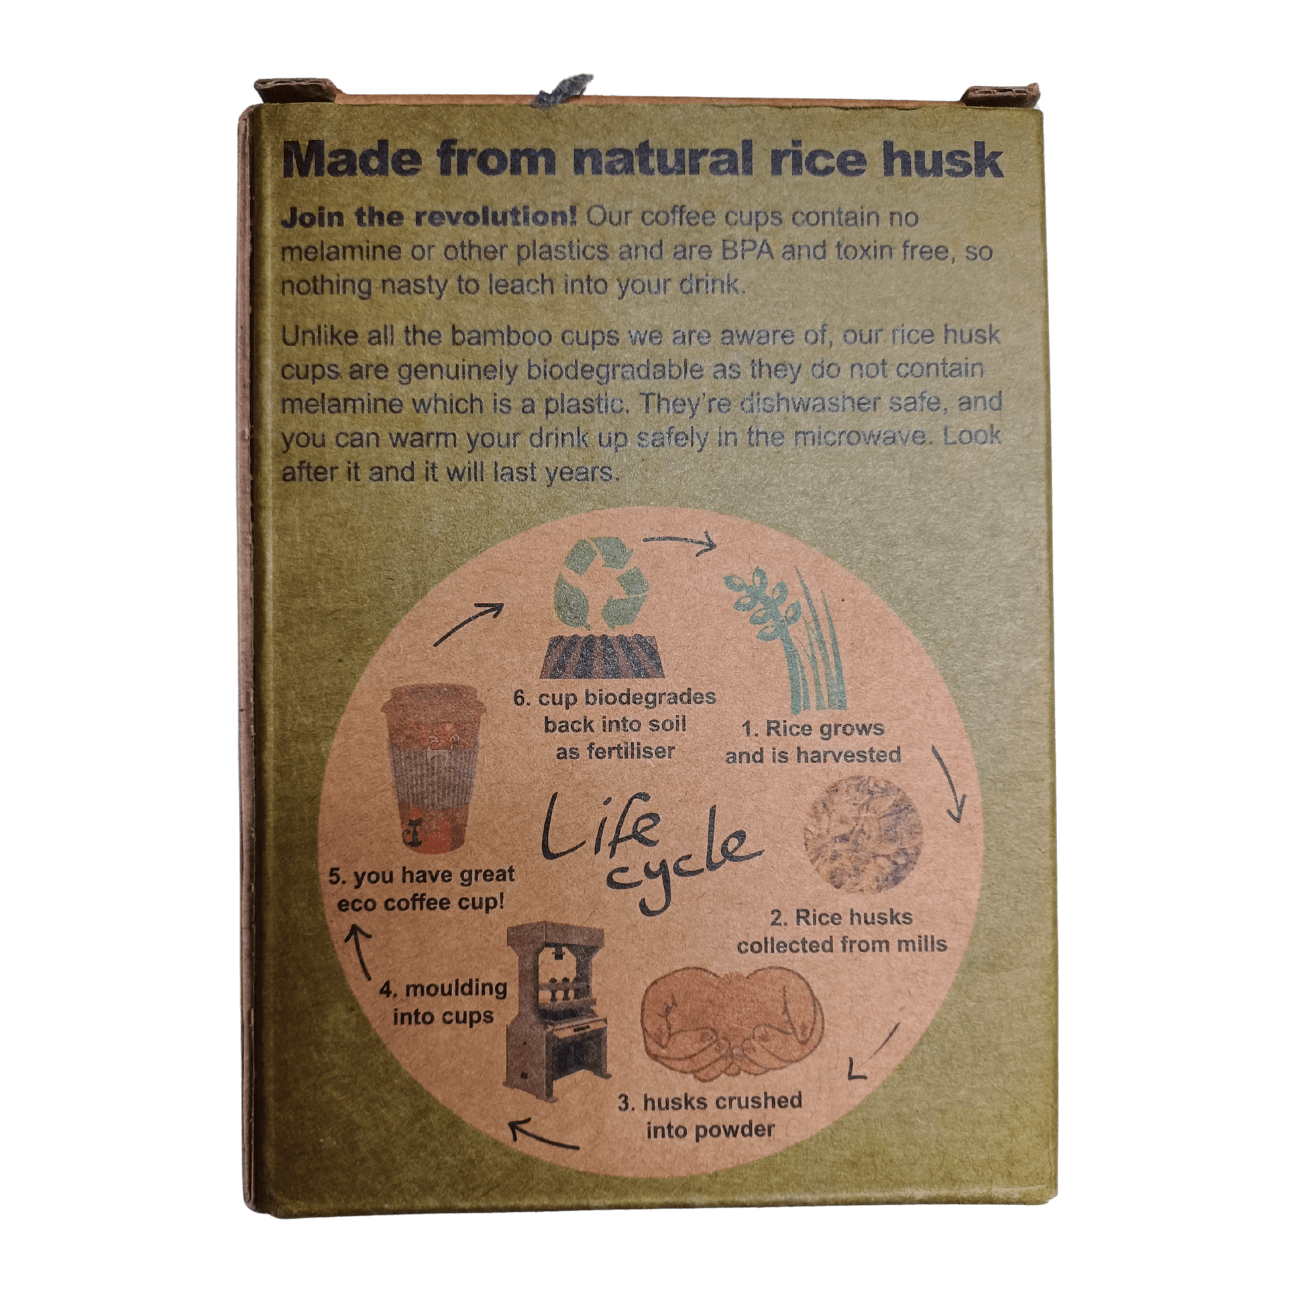 Made from natural rice husk
Join the revolution! Our coffee cups contain no
melamine or other plastics and are BPA and toxin free, so
nothing nasty to leach into your drink.
Unlike all the bamboo cups we are aware of, our rice husk
cups are genuinely biodegradable as they do not contain
melamine which is a plastic. They're dishwasher safe, and
you can warm your drink up safely in the microwave. Look
after it and it will last years.
Life
cycle
1. Rice grows
and is harvested
2. Rice husks
collected from mills
3. husks crushed
into powder
4. moulding
into cups
5. you have great
eco coffee cup!
6. cup biodegrades
back into soil
as fertiliser